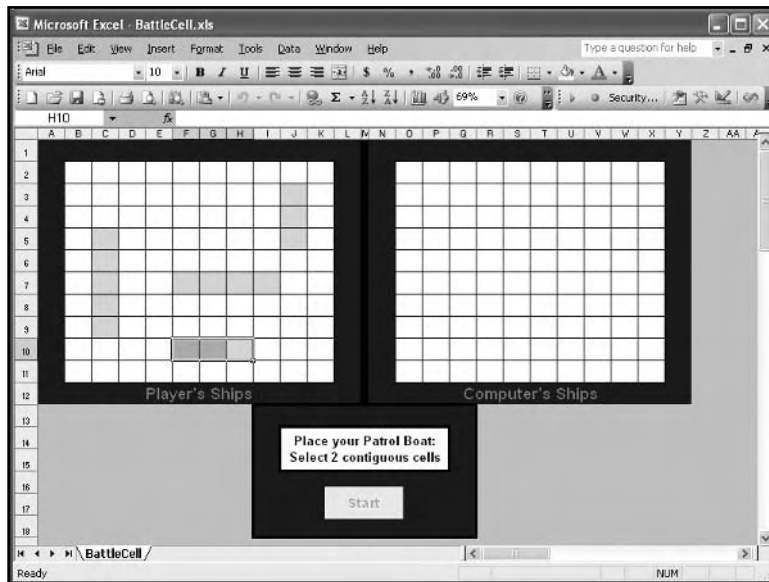 Microsoft Excel - BattleCell.xls
File Edit View Insert Format Tools Data Window Help Type a question for help
Arial 10 B I U $ % ,
Σ 69% Security...
H10 fx
A B C D E F G H I J K L M N O P Q R S T U V W X Y Z AA
1
2
3
4
5
6
7
8
9
10
11
12 Player's Ships Computer's Ships
13
14 Place your Patrol Boat:
15 Select 2 contiguous cells
16
17 Start
18
BattleCell
Ready NUM